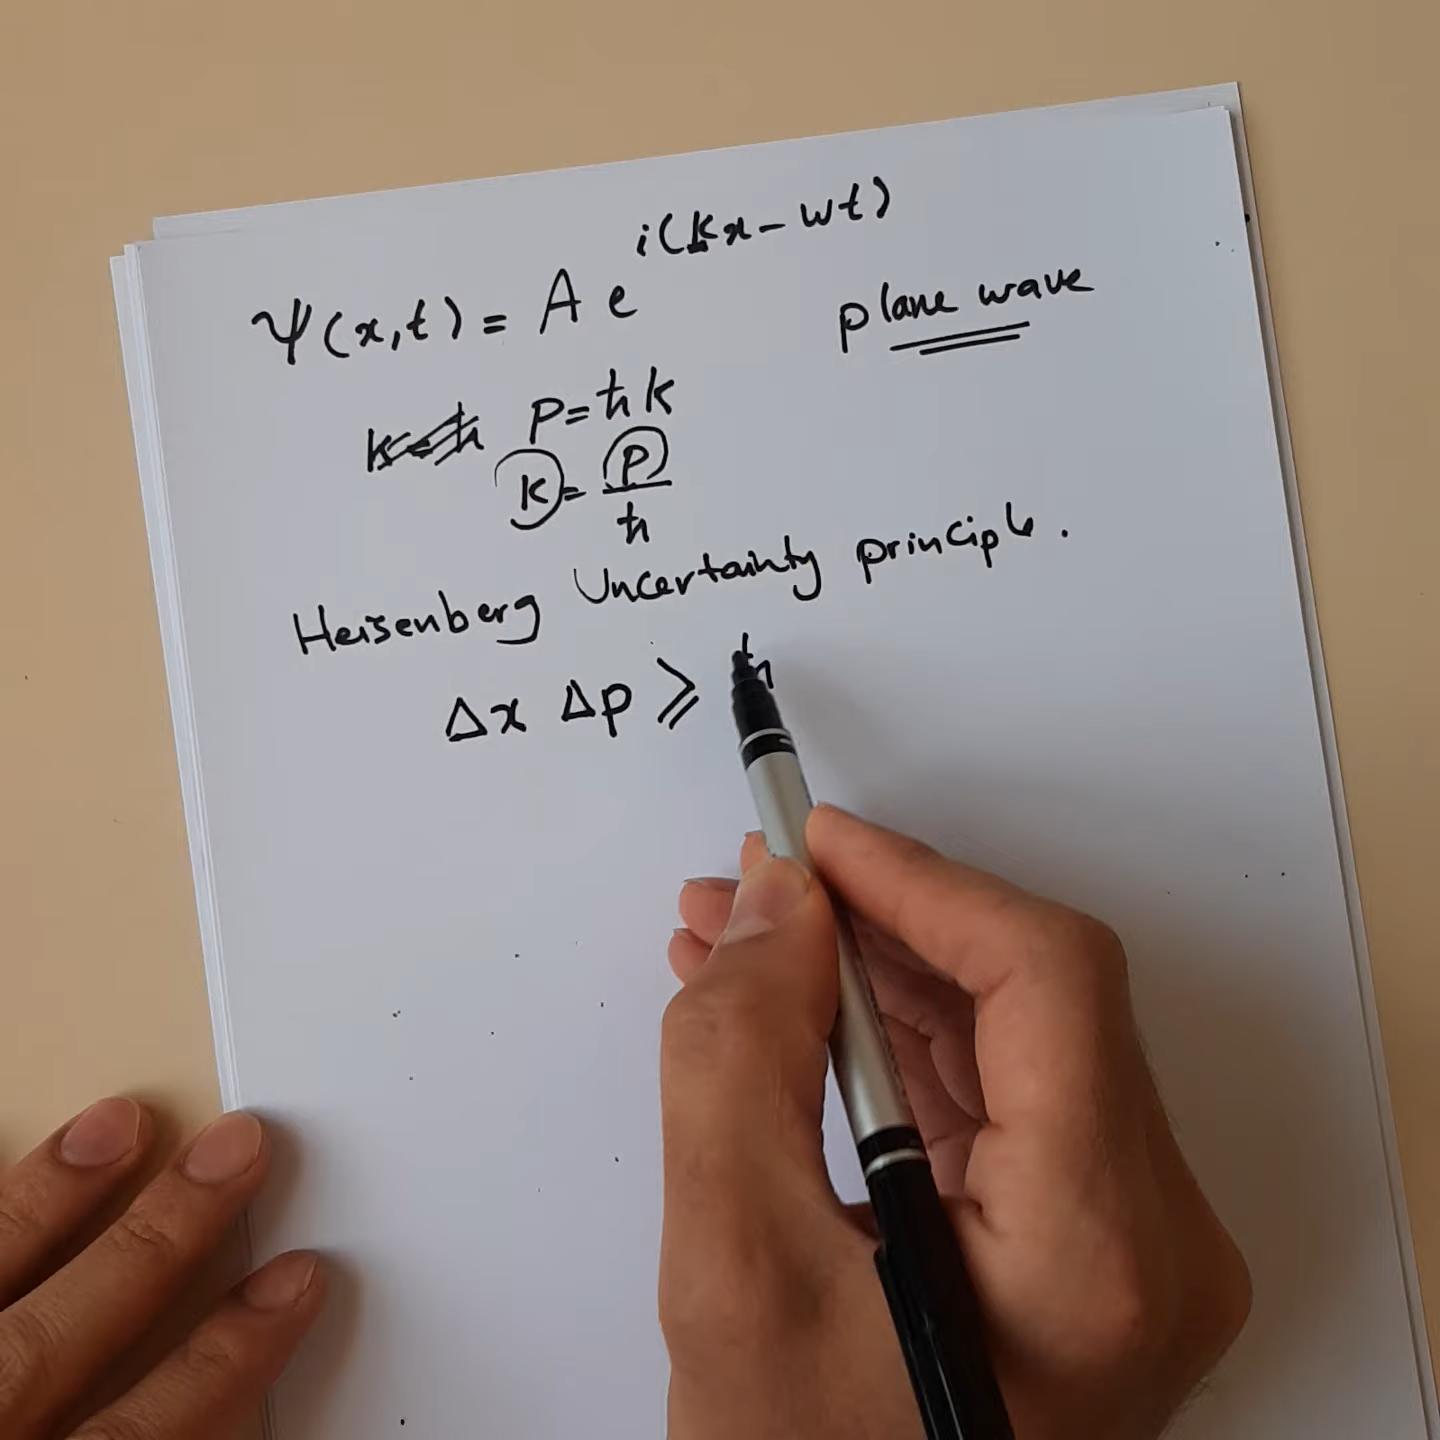 Ψ(x,t) = A e^i(kx-wt)
plane wave
p = ħk
k = p/ħ
Heisenberg Uncertainty principle.
Δx Δp ⩾ ħ